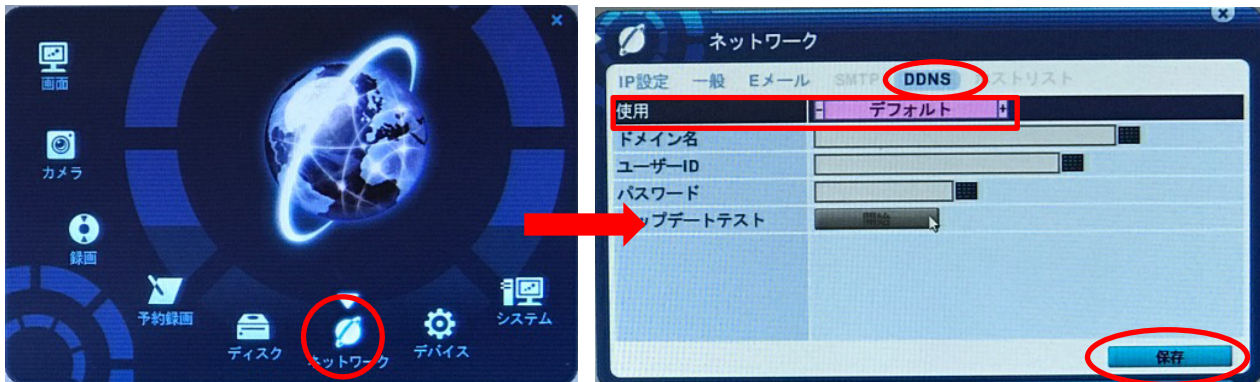 画面
カメラ
録画
予約録画
ディスク
ネットワーク
デバイス
システム
ネットワーク
IP設定 一般 Eメール SMTP DDNS
使用 - デフォルト +
ドメイン名
ユーザーID
パスワード
ップデートテスト 開始
保存